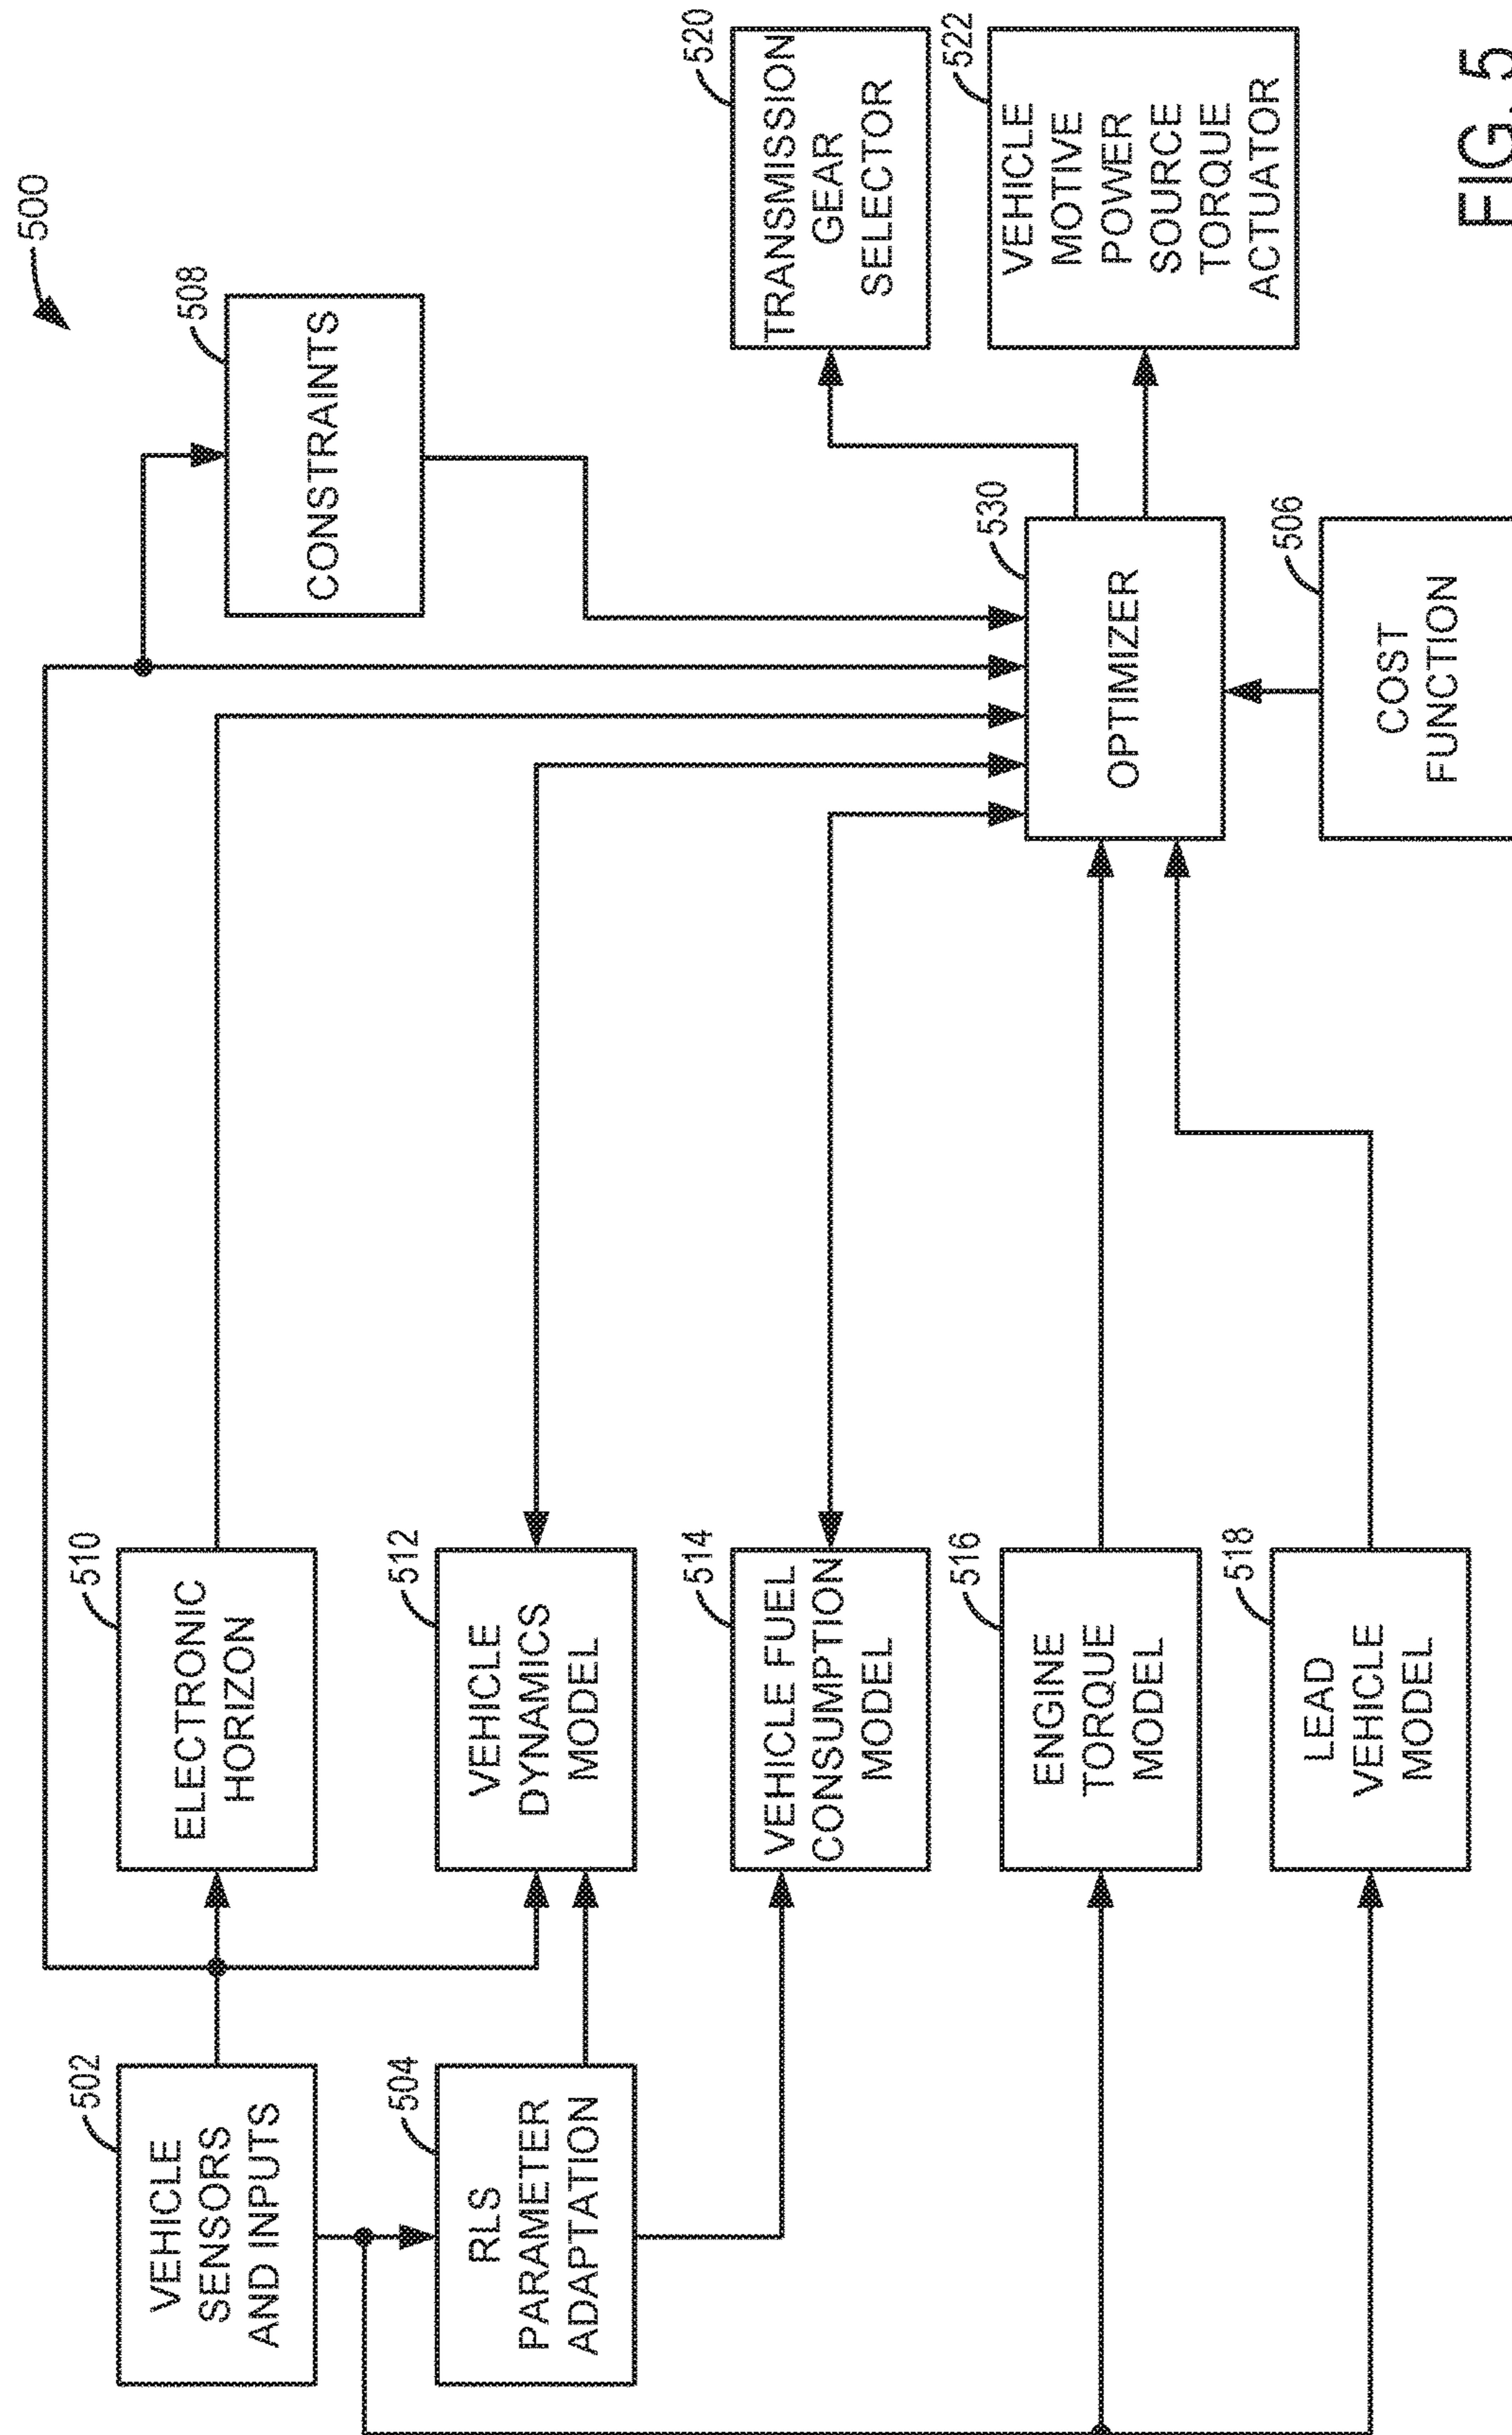 500
502
VEHICLE
SENSORS
AND INPUTS
504
RLS
PARAMETER
ADAPTATION
510
ELECTRONIC
HORIZON
512
VEHICLE
DYNAMICS
MODEL
514
VEHICLE FUEL
CONSUMPTION
MODEL
516
ENGINE
TORQUE
MODEL
518
LEAD
VEHICLE
MODEL
508
CONSTRAINTS
530
OPTIMIZER
506
COST
FUNCTION
520
TRANSMISSION
GEAR
SELECTOR
522
VEHICLE
MOTIVE
POWER
SOURCE
TORQUE
ACTUATOR
FIG. 5